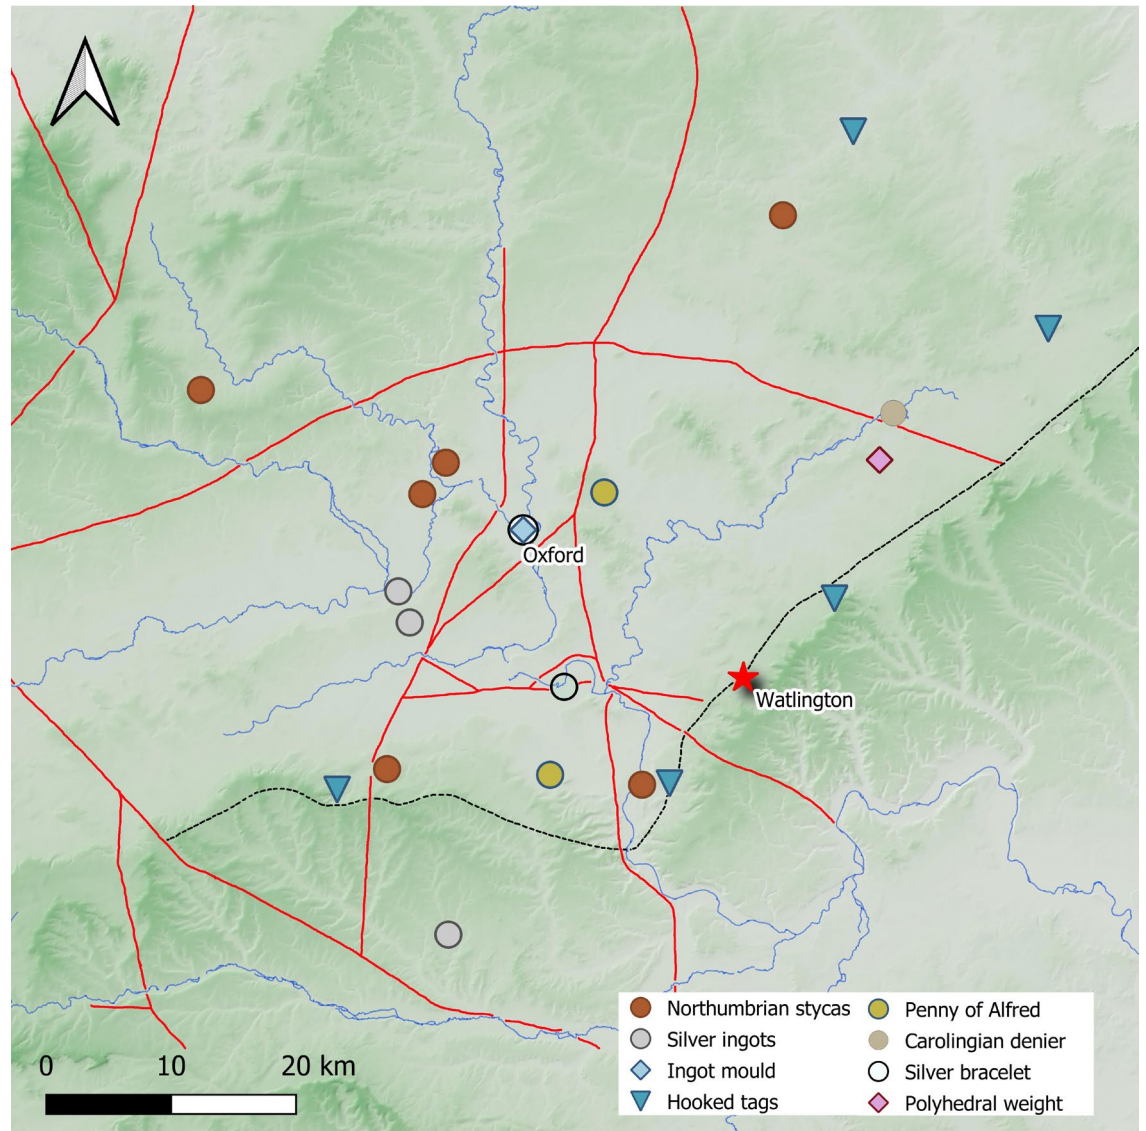 Oxford
Watlington
0 10 20 km
Northumbrian stycas
Silver ingots
Ingot mould
Hooked tags
Penny of Alfred
Carolingian denier
Silver bracelet
Polyhedral weight